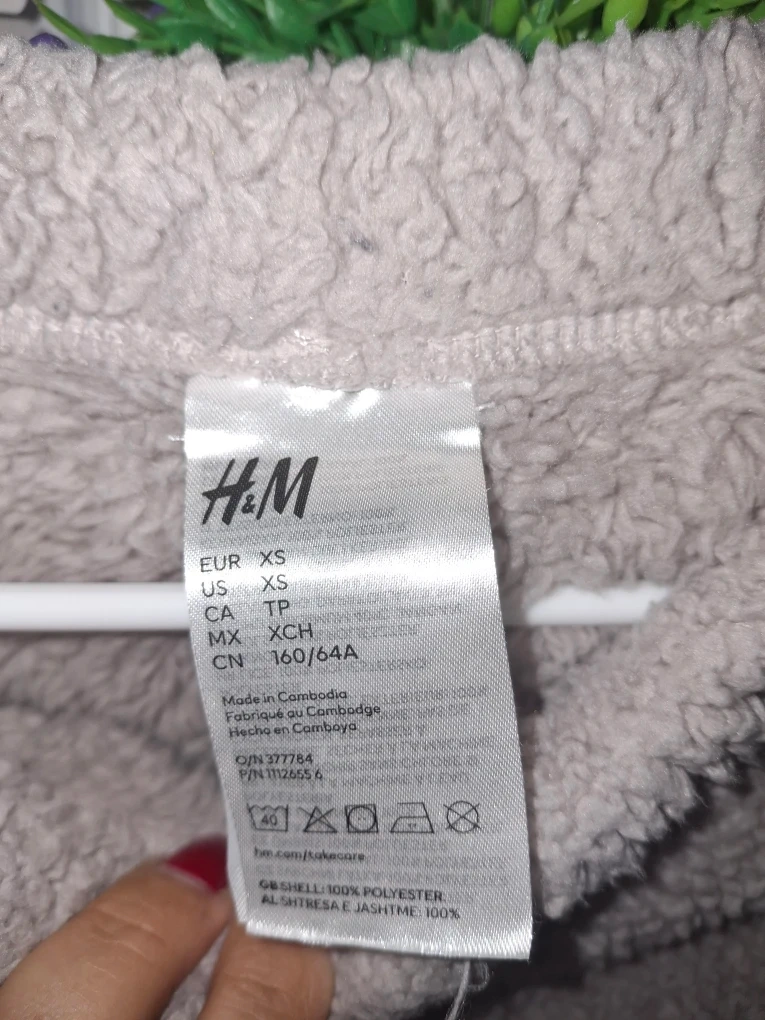 H&M
EUR XS
US XS
CA TP
MX XCH
CN 160/64A
Made in Cambodia
Fabriqué au Cambodge
Hecho en Camboya
O/N 377784
P/N 1112655 6
40
hm.com/takecare
GB SHELL: 100% POLYESTER
AL SHTRESA E JASHTME: 100%